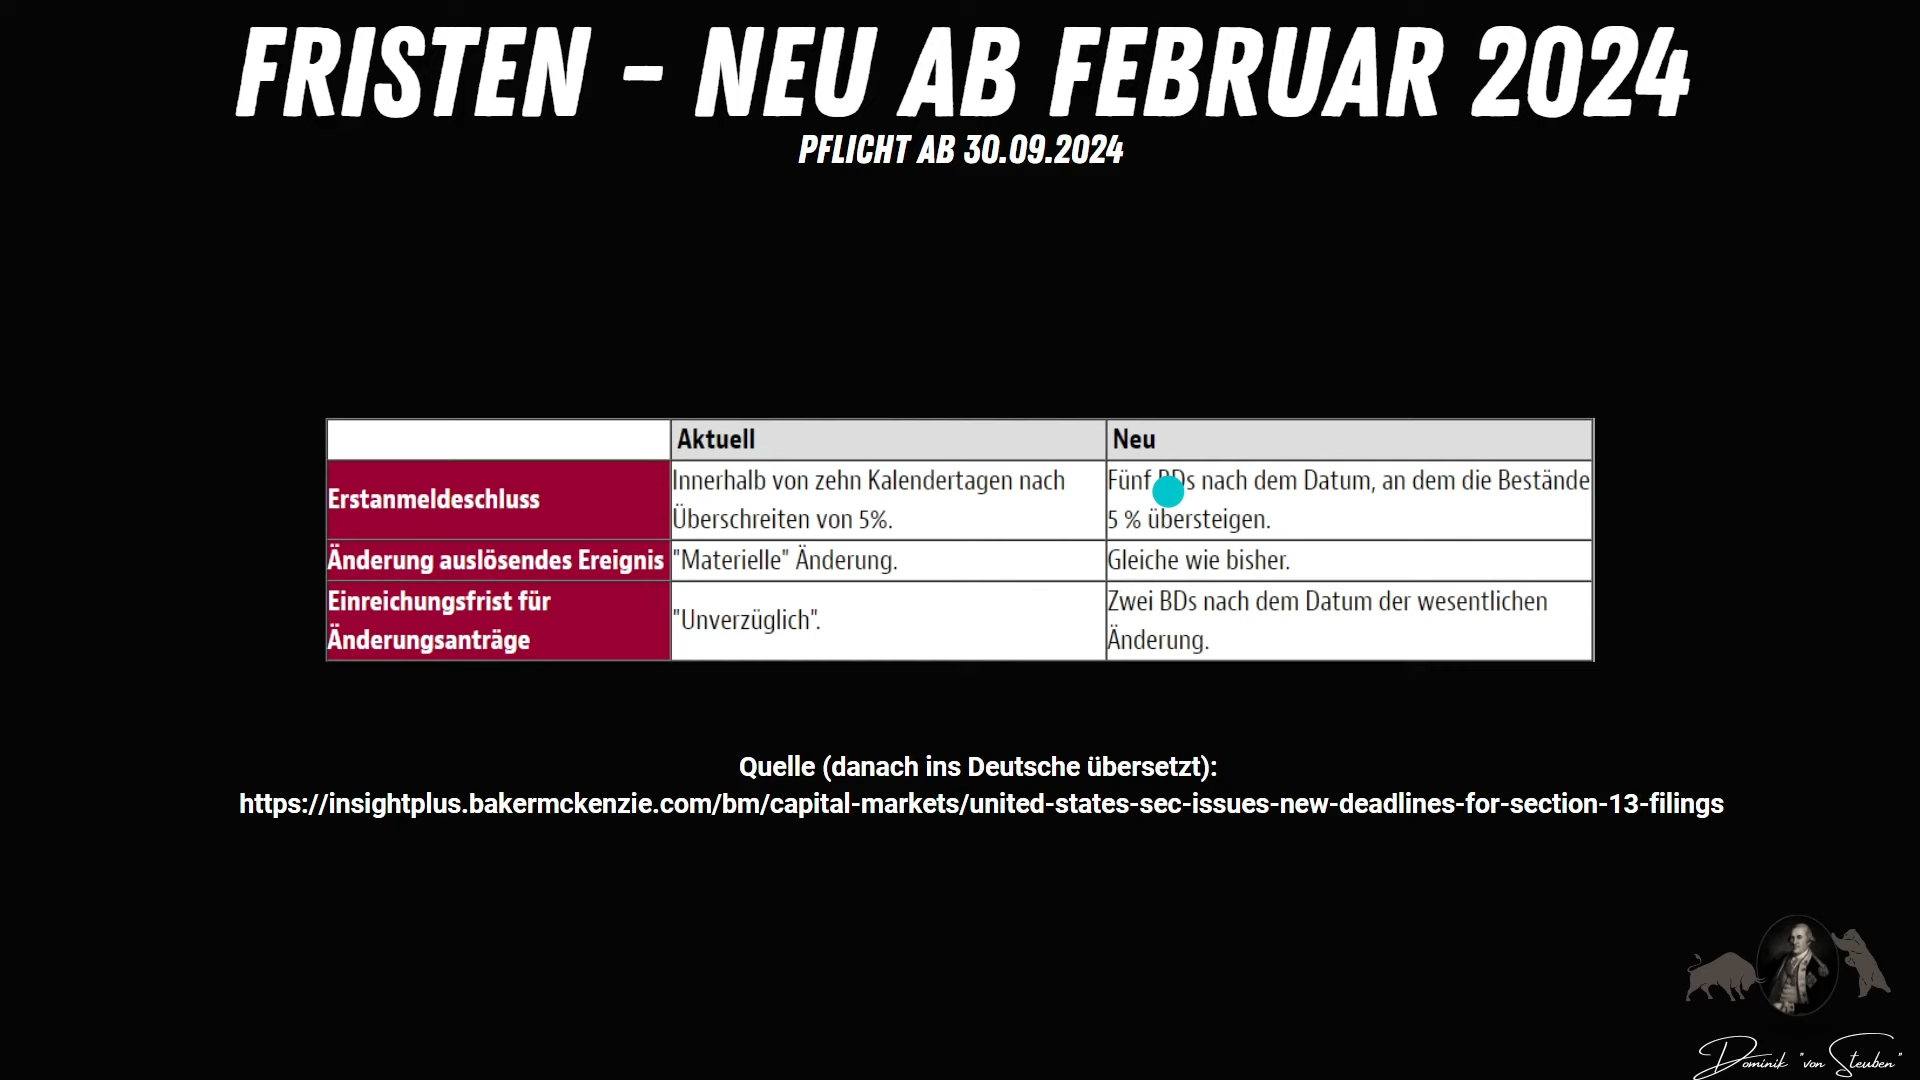 FRISTEN - NEU AB FEBRUAR 2024
PFLICHT AB 30.09.2024
Aktuell
Neu
Erstanmeldeschluss
Innerhalb von zehn Kalendertagen nach
Überschreiten von 5%.
Fünf BDs nach dem Datum, an dem die Bestände
5 % übersteigen.
Änderung auslösendes Ereignis
"Materielle" Änderung.
Gleiche wie bisher.
Einreichungsfrist für
Änderungsanträge
"Unverzüglich".
Zwei BDs nach dem Datum der wesentlichen
Änderung.
Quelle (danach ins Deutsche übersetzt):
https://insightplus.bakermckenzie.com/bm/capital-markets/united-states-sec-issues-new-deadlines-for-section-13-filings
Dominik "von Steuben"